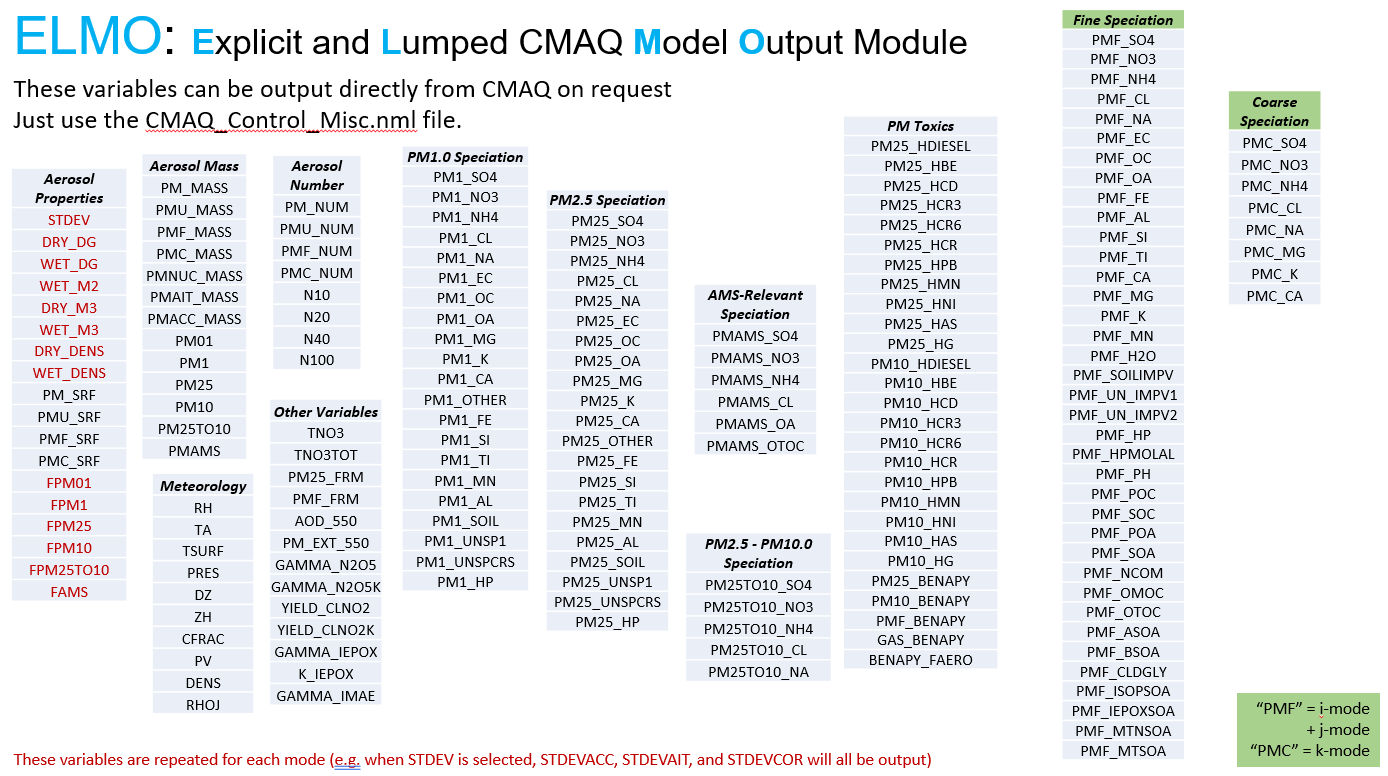 ELMO: Explicit and Lumped CMAQ Model Output Module
These variables can be output directly from CMAQ on request
Just use the CMAQ_Control_Misc.nml file.
Aerosol
Properties
STDEV
DRY_DG
WET_DG
WET_M2
DRY_M3
WET_M3
DRY_DENS
WET_DENS
PM_SRF
PMU_SRF
PMF_SRF
PMC_SRF
FPM01
FPM1
FPM25
FPM10
FPM25TO10
FAMS
Aerosol Mass
PM_MASS
PMU_MASS
PMF_MASS
PMC_MASS
PMNUC_MASS
PMAIT_MASS
PMACC_MASS
PM01
PM1
PM25
PM10
PM25TO10
PMAMS
Meteorology
RH
TA
TSURF
PRES
DZ
ZH
CFRAC
PV
DENS
RHOJ
Aerosol
Number
PM_NUM
PMU_NUM
PMF_NUM
PMC_NUM
N10
N20
N40
N100
Other Variables
TNO3
TNO3TOT
PM25_FRM
PMF_FRM
AOD_550
PM_EXT_550
GAMMA_N2O5
GAMMA_N2O5K
YIELD_CLNO2
YIELD_CLNO2K
GAMMA_IEPOX
K_IEPOX
GAMMA_IMAE
PM1.0 Speciation
PM1_SO4
PM1_NO3
PM1_NH4
PM1_CL
PM1_NA
PM1_EC
PM1_OC
PM1_OA
PM1_MG
PM1_K
PM1_CA
PM1_OTHER
PM1_FE
PM1_SI
PM1_TI
PM1_MN
PM1_AL
PM1_SOIL
PM1_UNSP1
PM1_UNSPCRS
PM1_HP
PM2.5 Speciation
PM25_SO4
PM25_NO3
PM25_NH4
PM25_CL
PM25_NA
PM25_EC
PM25_OC
PM25_OA
PM25_MG
PM25_K
PM25_CA
PM25_OTHER
PM25_FE
PM25_SI
PM25_TI
PM25_MN
PM25_AL
PM25_SOIL
PM25_UNSP1
PM25_UNSPCRS
PM25_HP
AMS-Relevant
Speciation
PMAMS_SO4
PMAMS_NO3
PMAMS_NH4
PMAMS_CL
PMAMS_OA
PMAMS_OTOC
PM2.5 - PM10.0
Speciation
PM25TO10_SO4
PM25TO10_NO3
PM25TO10_NH4
PM25TO10_CL
PM25TO10_NA
PM Toxics
PM25_HDIESEL
PM25_HBE
PM25_HCD
PM25_HCR3
PM25_HCR6
PM25_HCR
PM25_HPB
PM25_HMN
PM25_HNI
PM25_HAS
PM25_HG
PM10_HDIESEL
PM10_HBE
PM10_HCD
PM10_HCR3
PM10_HCR6
PM10_HCR
PM10_HPB
PM10_HMN
PM10_HNI
PM10_HAS
PM10_HG
PM25_BENAPY
PM10_BENAPY
PMF_BENAPY
GAS_BENAPY
BENAPY_FAERO
Fine Speciation
PMF_SO4
PMF_NO3
PMF_NH4
PMF_CL
PMF_NA
PMF_EC
PMF_OC
PMF_OA
PMF_FE
PMF_AL
PMF_SI
PMF_TI
PMF_CA
PMF_MG
PMF_K
PMF_MN
PMF_H2O
PMF_SOILIMPV
PMF_UN_IMPV1
PMF_UN_IMPV2
PMF_HP
PMF_HPMOLAL
PMF_PH
PMF_POC
PMF_SOC
PMF_POA
PMF_SOA
PMF_NCOM
PMF_OMOC
PMF_OTOC
PMF_ASOA
PMF_BSOA
PMF_CLDGLY
PMF_ISOPSOA
PMF_IEPOXSOA
PMF_MTNSOA
PMF_MTSOA
Coarse
Speciation
PMC_SO4
PMC_NO3
PMC_NH4
PMC_CL
PMC_NA
PMC_MG
PMC_K
PMC_CA
“PMF” = i-mode
+ j-mode
“PMC” = k-mode
These variables are repeated for each mode (e.g. when STDEV is selected, STDEVACC, STDEVAIT, and STDEVCOR will all be output)